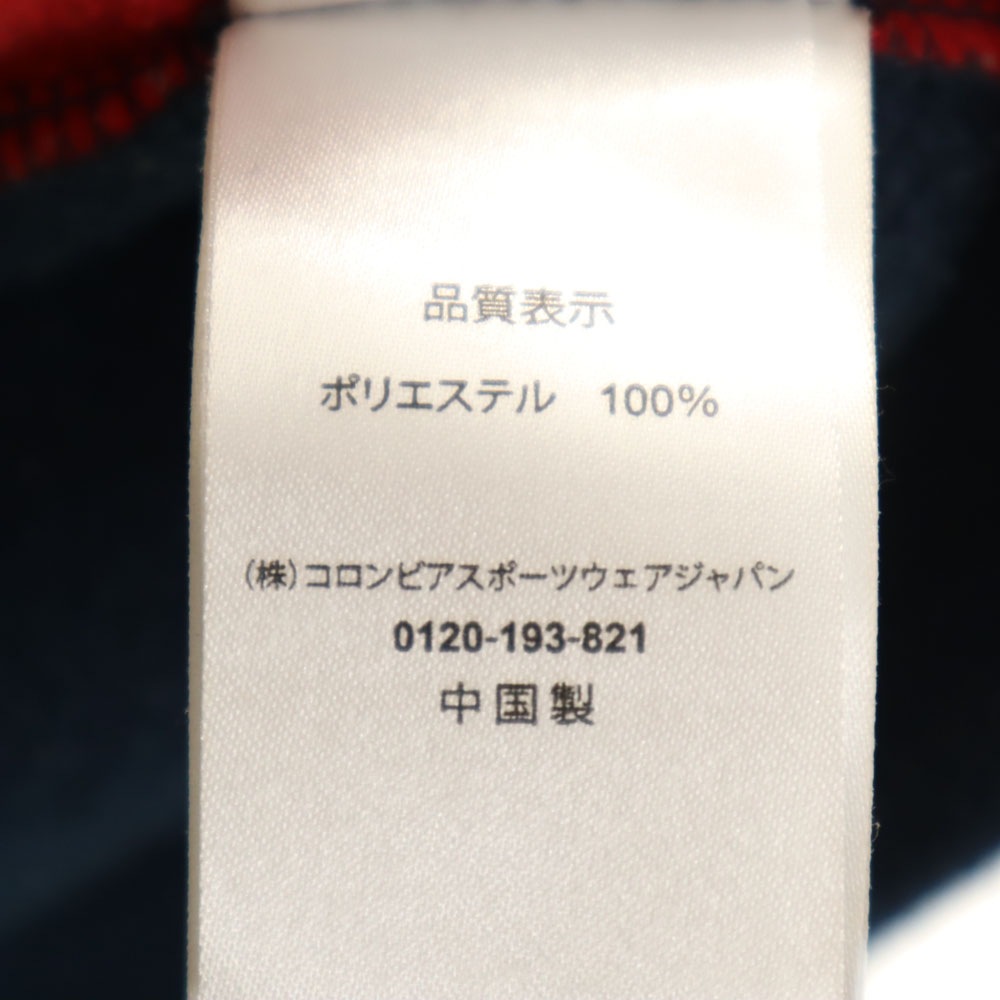 品質表示
ポリエステル　100%
(株)コロンビアスポーツウェアジャパン
0120-193-821
中国製